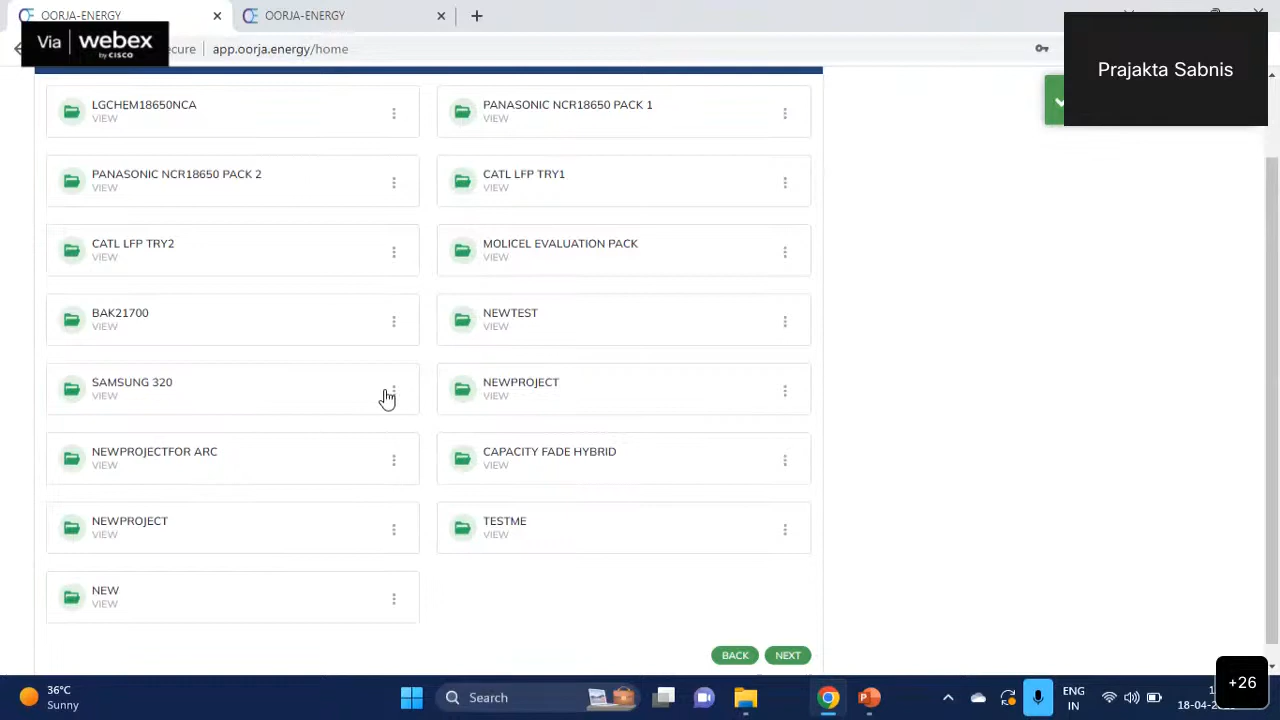 OORJA-ENERGY
OORJA-ENERGY
Via webex
by CISCO
ecure app.oorja.energy/home
Prajakta Sabnis
LGCHEM18650NCA
VIEW
PANASONIC NCR18650 PACK 1
VIEW
PANASONIC NCR18650 PACK 2
VIEW
CATL LFP TRY1
VIEW
CATL LFP TRY2
VIEW
MOLICEL EVALUATION PACK
VIEW
BAK21700
VIEW
NEWTEST
VIEW
SAMSUNG 320
VIEW
NEWPROJECT
VIEW
NEWPROJECTFOR ARC
VIEW
CAPACITY FADE HYBRID
VIEW
NEWPROJECT
VIEW
TESTME
VIEW
NEW
VIEW
BACK NEXT
+26
36°C
Sunny
Search
ENG
IN
18-04-2